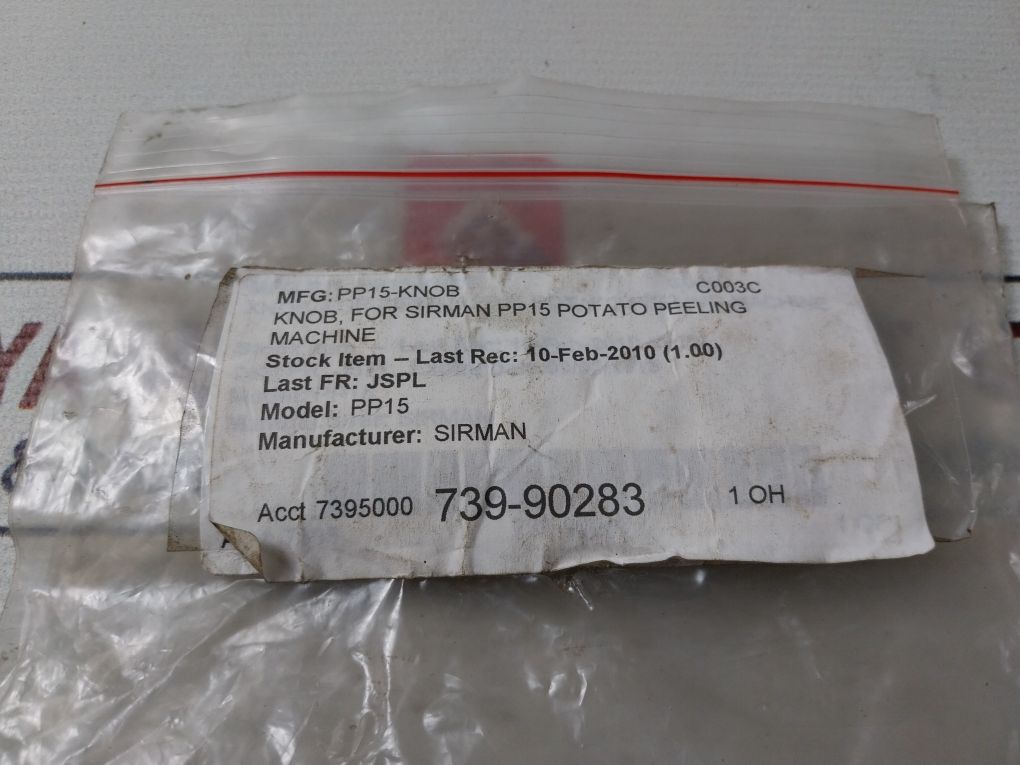 MFG: PP15-KNOB C003C
KNOB, FOR SIRMAN PP15 POTATO PEELING
MACHINE
Stock Item – Last Rec: 10-Feb-2010 (1.00)
Last FR: JSPL
Model: PP15
Manufacturer: SIRMAN
Acct 7395000 739-90283 1 OH